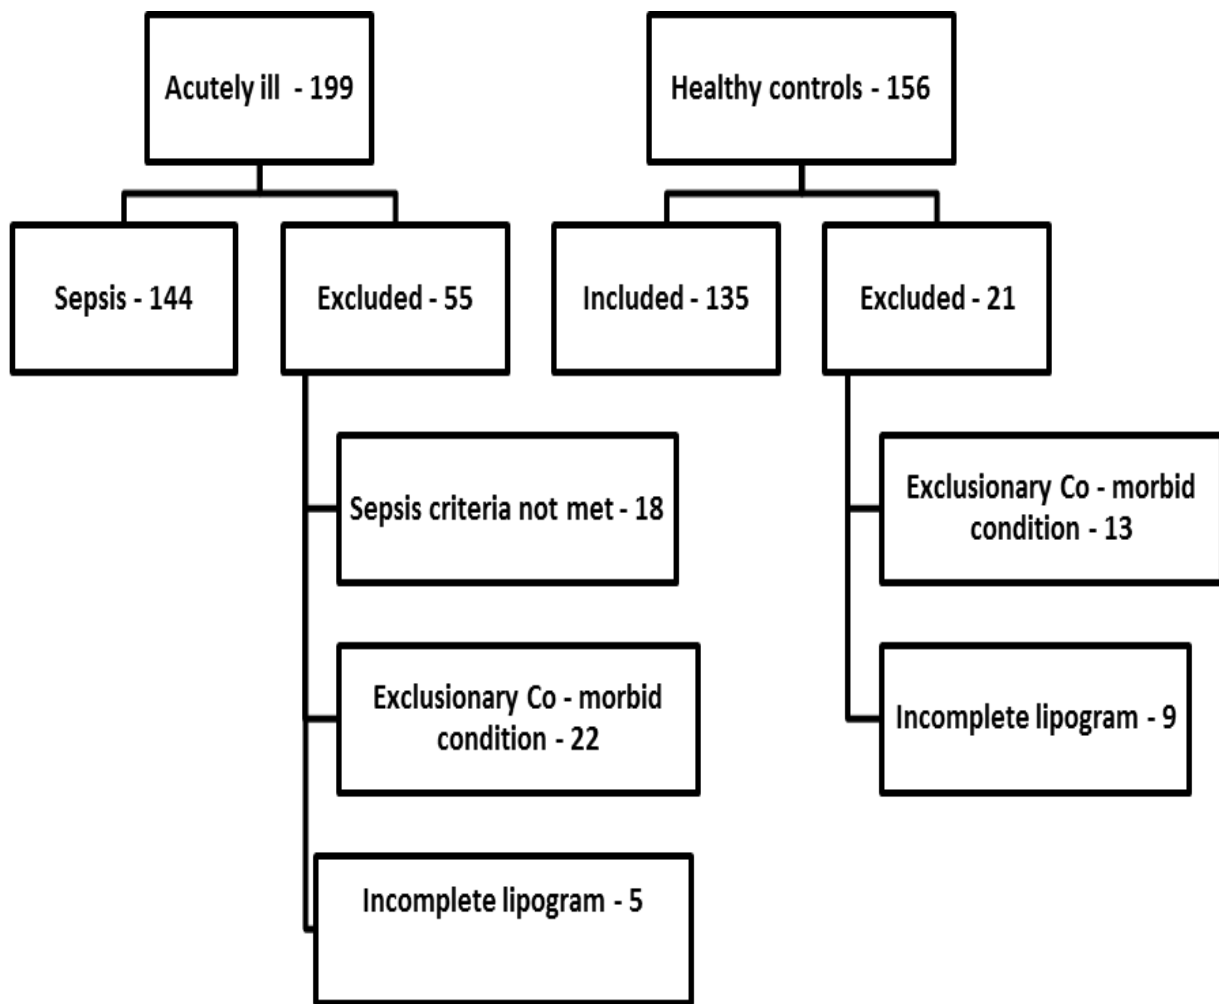 Acutely ill - 199
Healthy controls - 156
Sepsis - 144
Excluded - 55
Included - 135
Excluded - 21
Sepsis criteria not met - 18
Exclusionary Co - morbid
condition - 22
Incomplete lipogram - 5
Exclusionary Co - morbid
condition - 13
Incomplete lipogram - 9